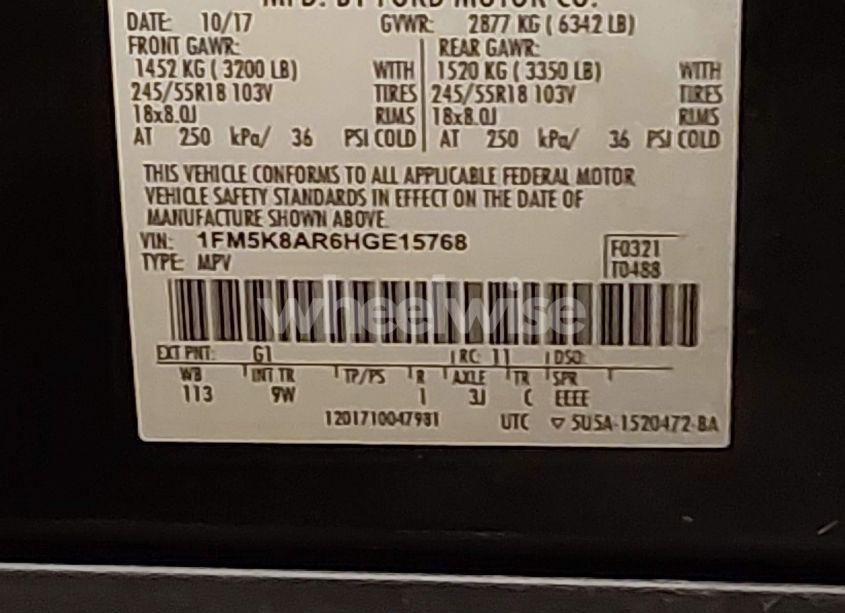 MFD. BY FORD MOTOR CO.
DATE: 10/17 GVWR: 2877 KG ( 6342 LB)
FRONT GAWR: REAR GAWR:
1452 KG ( 3200 LB) WITH 1520 KG ( 3350 LB) WITH
245/55R18 103V TIRES 245/55R18 103V TIRES
18x8.0J RIMS 18x8.0J RIMS
AT 250 kPa/ 36 PSI COLD AT 250 kPa/ 36 PSI COLD
THIS VEHICLE CONFORMS TO ALL APPLICABLE FEDERAL MOTOR
VEHICLE SAFETY STANDARDS IN EFFECT ON THE DATE OF
MANUFACTURE SHOWN ABOVE.
VIN: 1FM5K8AR6HGE15768
TYPE: MPV
F0321
T0488
wheelwise
EXT PNT: G1 RC: 11 DSO:
WB INT TR TP/PS R AXLE TR SPR
113 9W 1 3J C EEEE
1201710047981 UTC ▽ 5U5A-1520472-BA